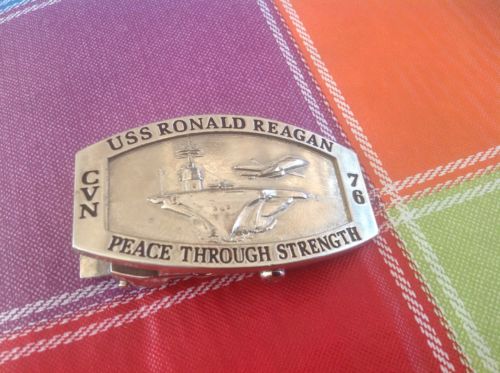 USS RONALD REAGAN
CVN
76
PEACE THROUGH STRENGTH